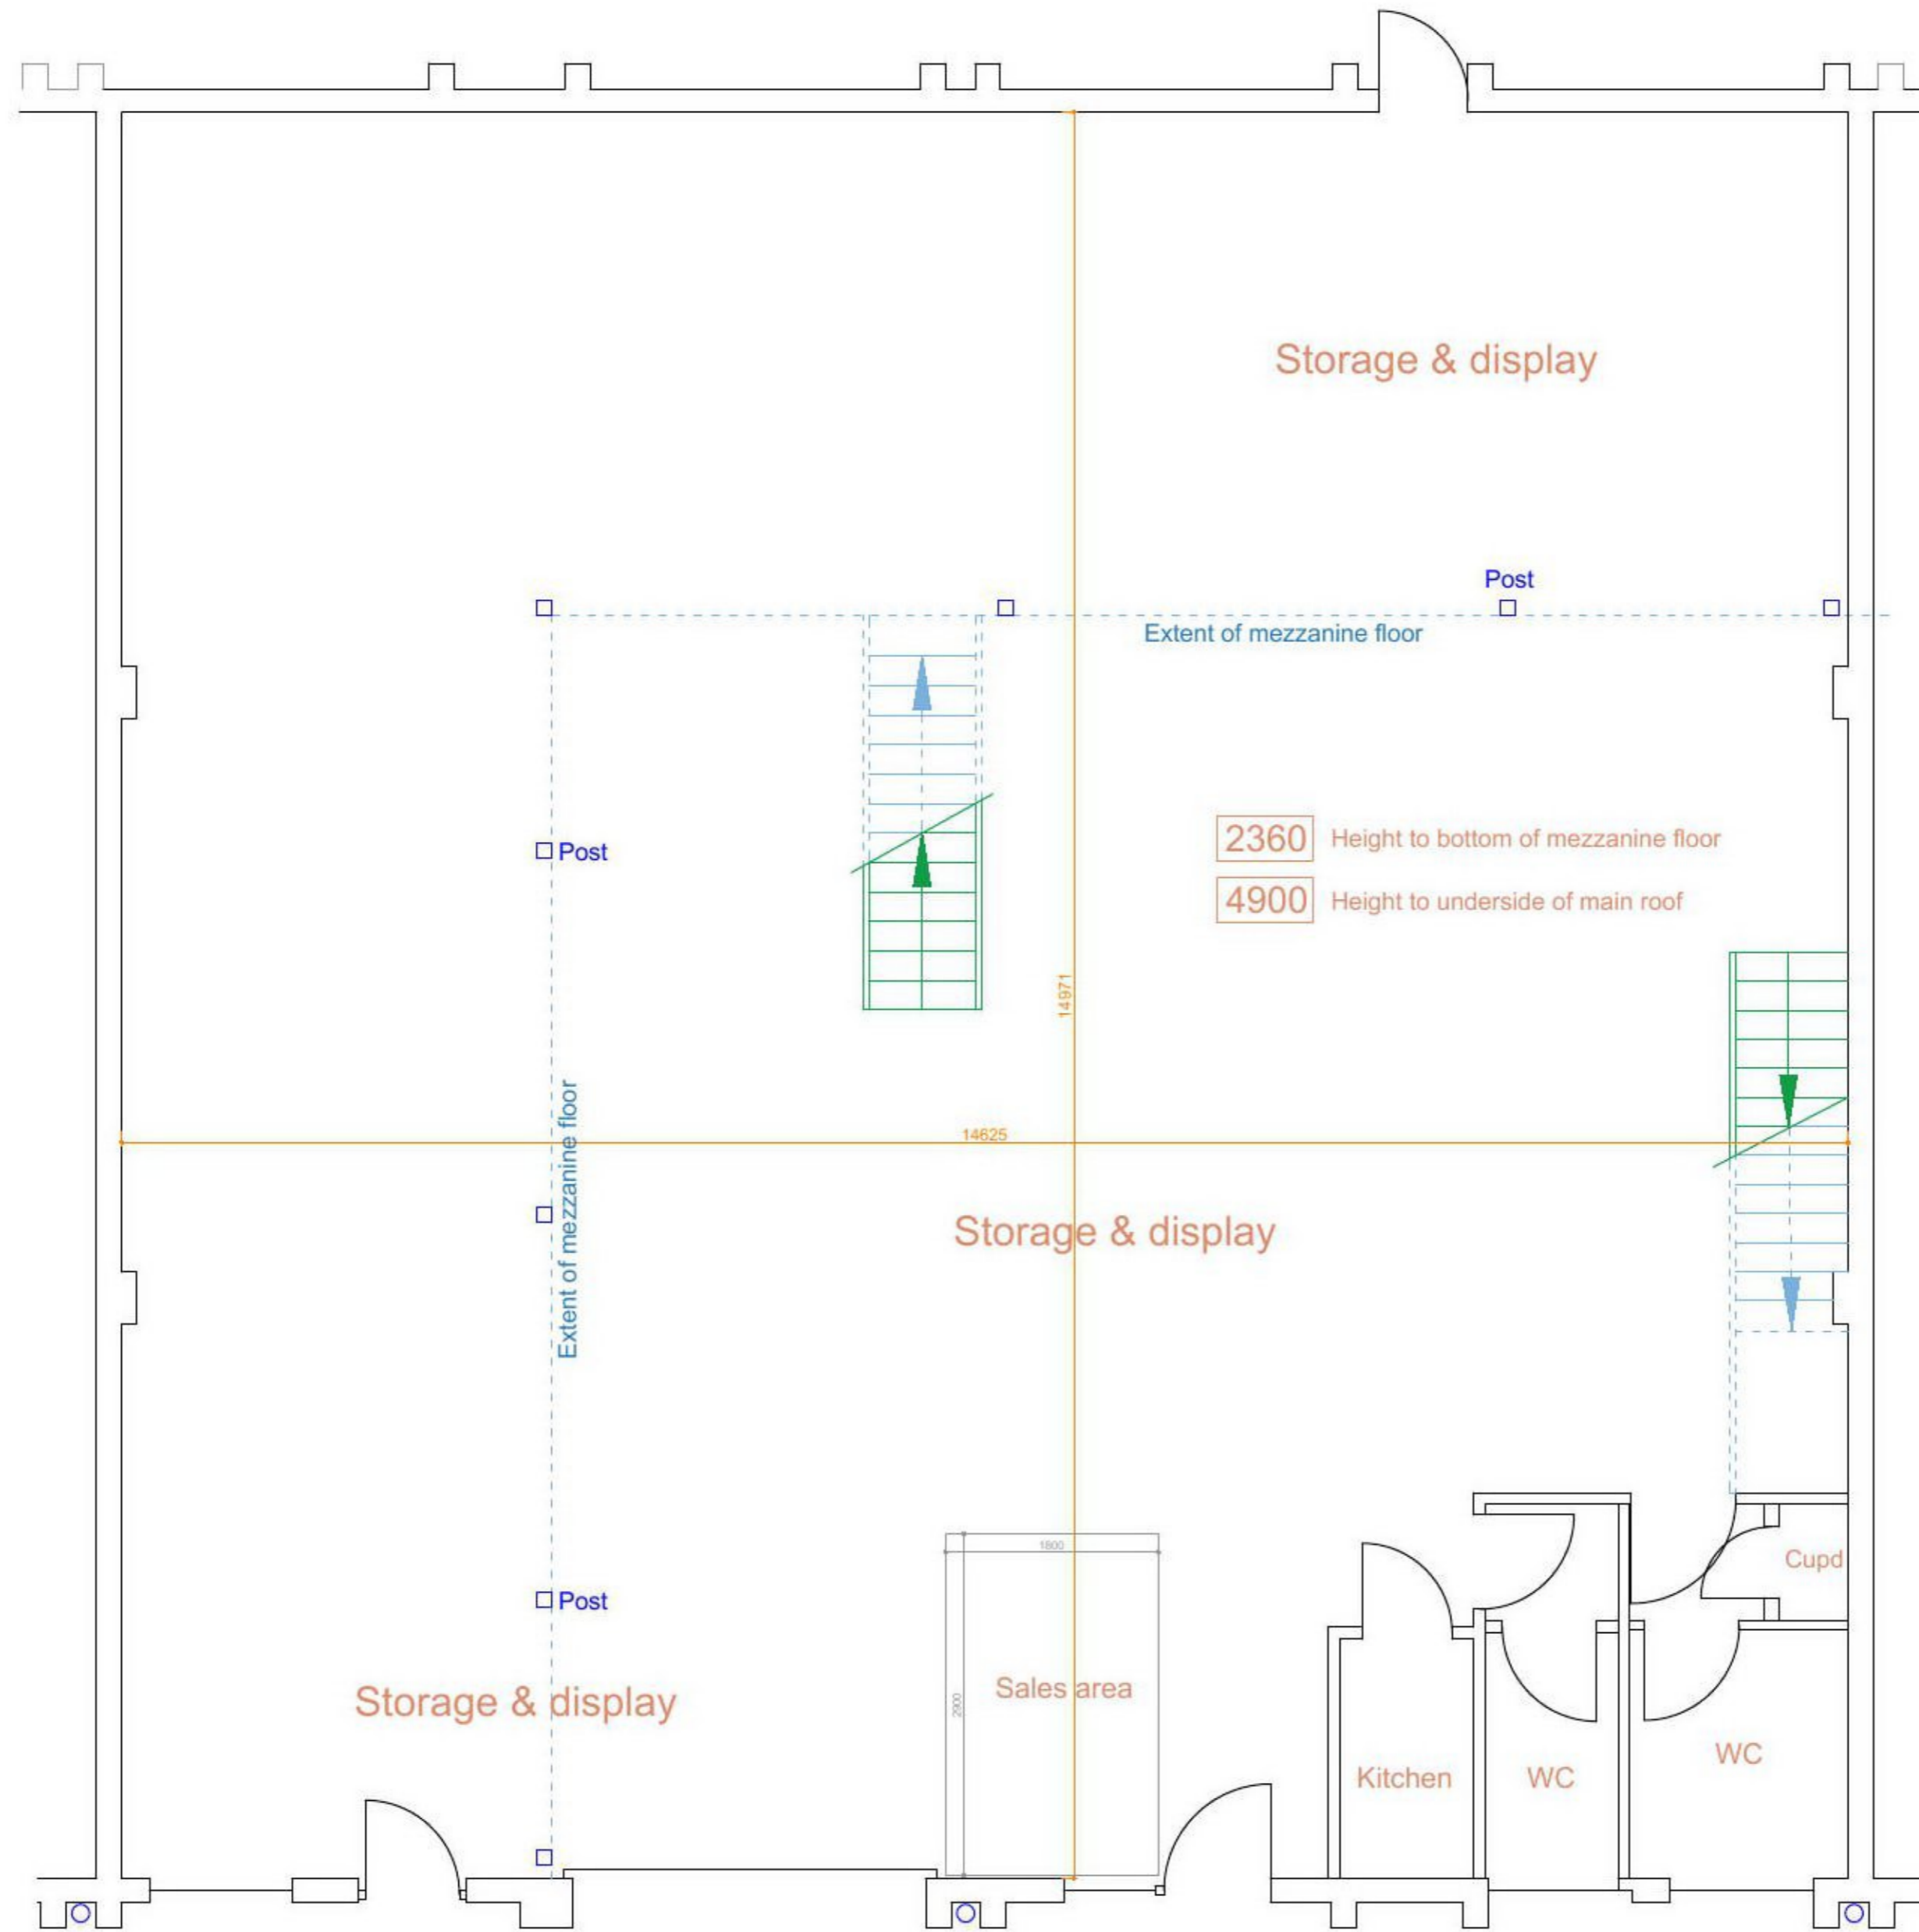 Storage & display
Post
Extent of mezzanine floor
2360 Height to bottom of mezzanine floor
Post
4900 Height to underside of main roof
14971
14625
Extent of mezzanine floor
Storage & display
1800
Cupd
Post
Sales area
2900
Storage & display
WC
Kitchen
WC